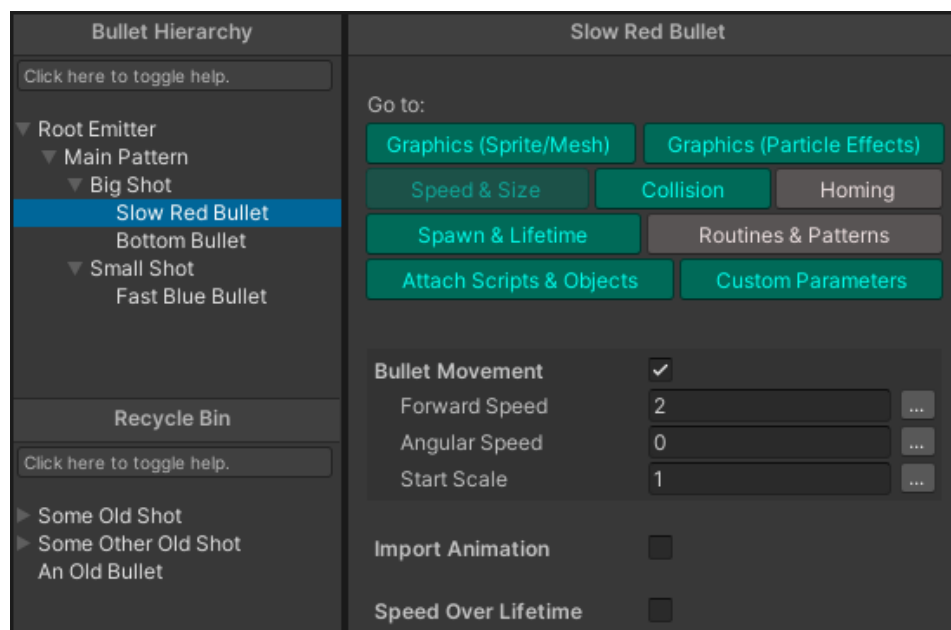 Bullet Hierarchy
Click here to toggle help.
Root Emitter
Main Pattern
Big Shot
Slow Red Bullet
Bottom Bullet
Small Shot
Fast Blue Bullet
Recycle Bin
Click here to toggle help.
Some Old Shot
Some Other Old Shot
An Old Bullet
Slow Red Bullet
Go to:
Graphics (Sprite/Mesh) Graphics (Particle Effects)
Speed & Size Collision Homing
Spawn & Lifetime Routines & Patterns
Attach Scripts & Objects Custom Parameters
Bullet Movement
Forward Speed 2 ...
Angular Speed 0 ...
Start Scale 1 ...
Import Animation
Speed Over Lifetime